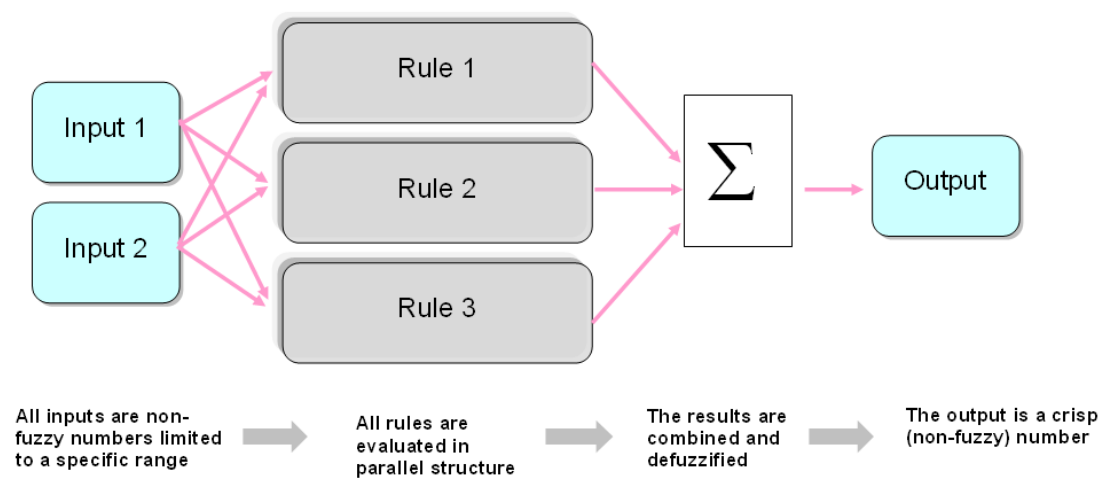 Input 1
Input 2
Rule 1
Rule 2
Rule 3
Σ
Output
All inputs are non-
fuzzy numbers limited
to a specific range
All rules are
evaluated in
parallel structure
The results are
combined and
defuzzified
The output is a crisp
(non-fuzzy) number